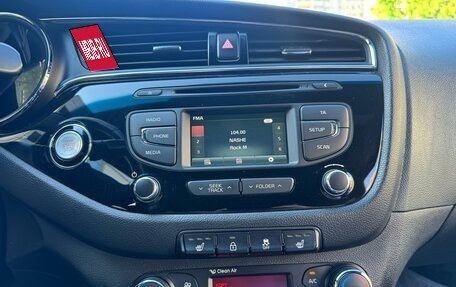 FMA
TA
RADIO
104.00
PHONE
NASHE
SETUP
Rock M
MEDIA
SCAN
SEEK
TRACK
FOLDER
Clean Air
A/C